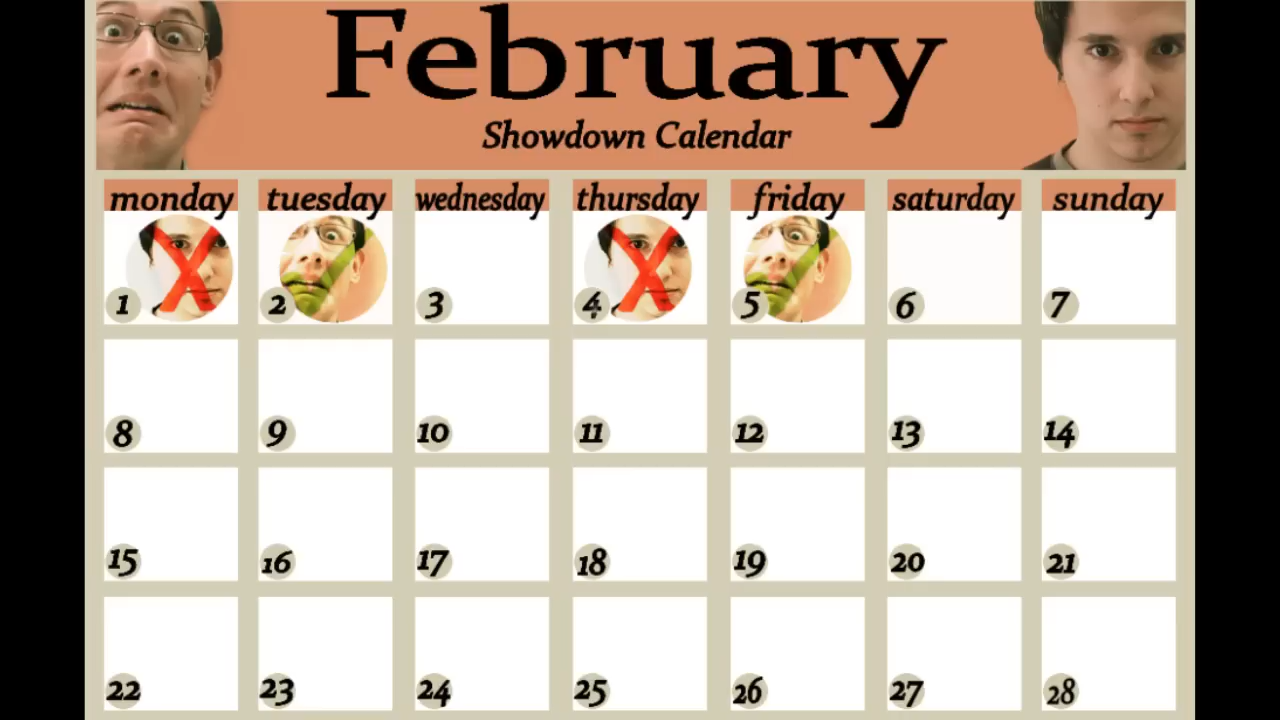 February
Showdown Calendar
monday tuesday wednesday thursday friday saturday sunday
1 2 3 4 5 6 7
8 9 10 11 12 13 14
15 16 17 18 19 20 21
22 23 24 25 26 27 28